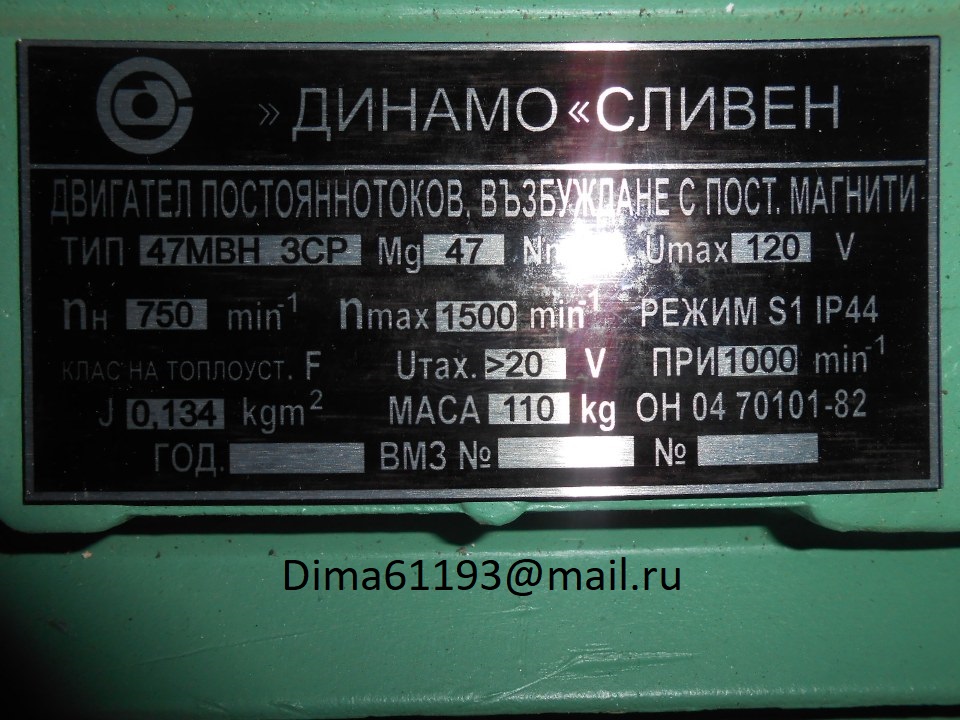 » ДИНАМО « СЛИВЕН
ДВИГАТЕЛ ПОСТОЯННОТОКОВ, ВЪЗБУЖДАНЕ С ПОСТ. МАГНИТИ
ТИП 47МВН 3СР Mg 47 Nm Umax 120 V
nн 750 min-1 nmax 1500 min-1 РЕЖИМ S1 IP44
КЛАС НА ТОПЛОУСТ. F Uтах. >20 V ПРИ 1000 min-1
J 0,134 kgm2 МАСА 110 kg ОН 04 70101-82
ГОД. ВМЗ № №
Dima61193@mail.ru